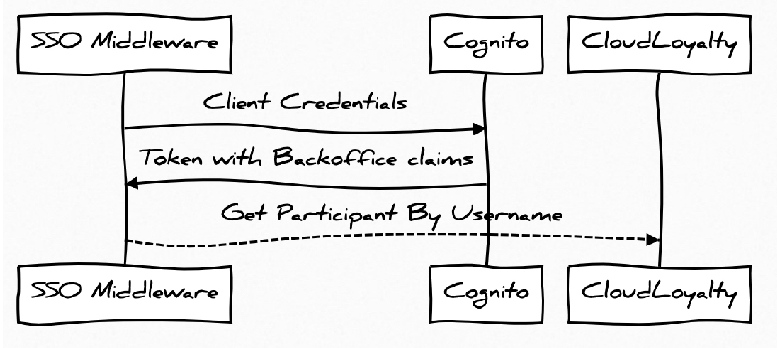 SSO Middleware
Cognito
CloudLoyalty
Client Credentials
Token with Backoffice claims
Get Participant By Username
SSO Middleware
Cognito
CloudLoyalty